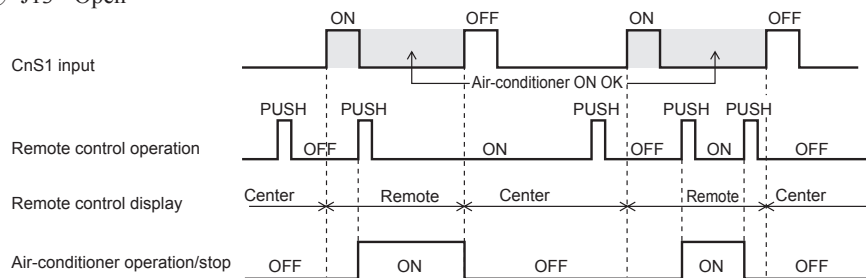 J13 Open
ON OFF ON OFF
CnS1 input
Air-conditioner ON OK
PUSH PUSH PUSH PUSH PUSH
Remote control operation OFF ON OFF ON OFF
Remote control display Center Remote Center Remote Center
Air-conditioner operation/stop OFF ON OFF ON OFF